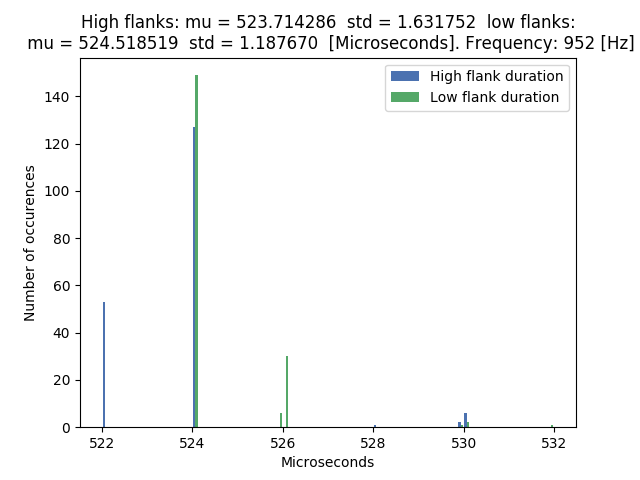 High flanks: mu = 523.714286 std = 1.631752 low flanks:
mu = 524.518519 std = 1.187670 [Microseconds]. Frequency: 952 [Hz]
High flank duration
Low flank duration
140
120
100
80
60
40
20
0
Number of occurences
522 524 526 528 530 532
Microseconds